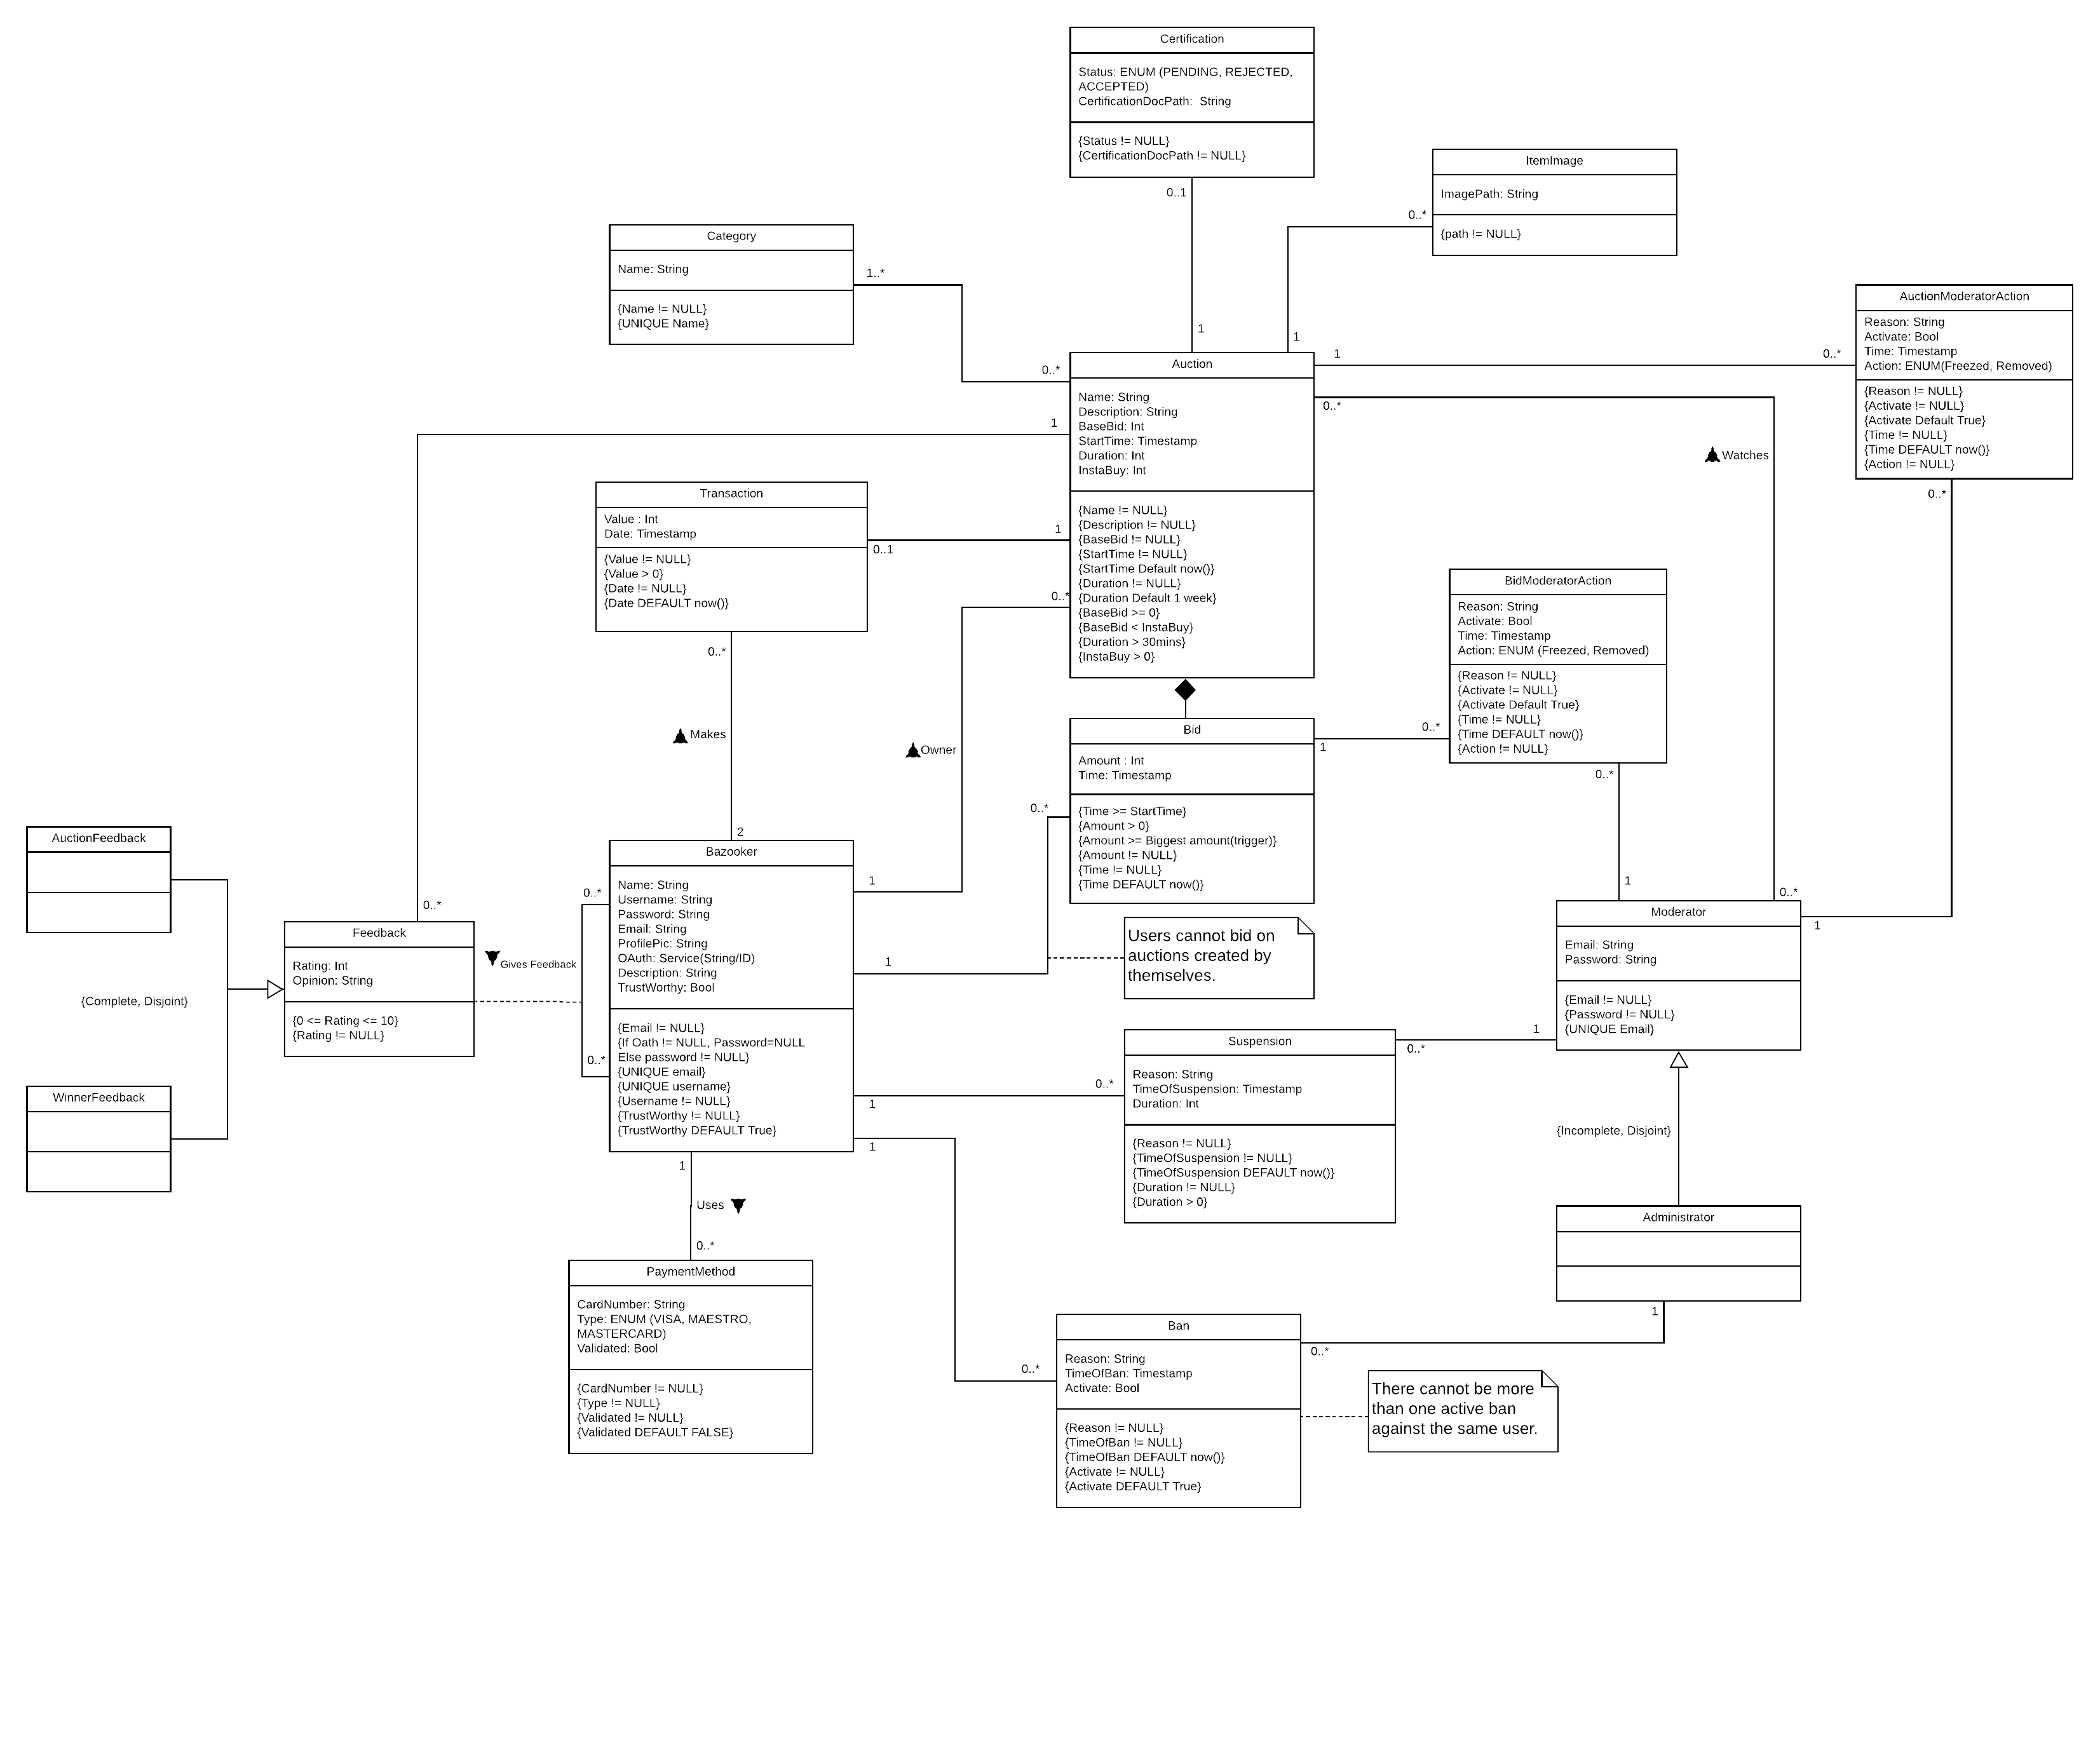 Certification
Status: ENUM (PENDING, REJECTED,
ACCEPTED)
CertificationDocPath:  String
{Status != NULL}
{CertificationDocPath != NULL}
0..1
1
ItemImage
ImagePath: String
{path != NULL}
0..*
1
Category
Name: String
{Name != NULL}
{UNIQUE Name}
1..*
0..*
AuctionModeratorAction
Reason: String
Activate: Bool
Time: Timestamp
Action: ENUM(Freezed, Removed)
{Reason != NULL}
{Activate != NULL}
{Activate Default True}
{Time != NULL}
{Time DEFAULT now()}
{Action != NULL}
1
0..*
0..*
Auction
Name: String
Description: String
BaseBid: Int
StartTime: Timestamp
Duration: Int
InstaBuy: Int
{Name != NULL}
{Description != NULL}
{BaseBid != NULL}
{StartTime != NULL}
{StartTime Default now()}
{Duration != NULL}
{Duration Default 1 week}
{BaseBid >= 0}
{BaseBid < InstaBuy}
{Duration > 30mins}
{InstaBuy > 0}
0..*
Watches
1
Transaction
Value : Int
Date: Timestamp
{Value != NULL}
{Value > 0}
{Date != NULL}
{Date DEFAULT now()}
0..1
1
0..*
0..*
Makes
2
Owner
BidModeratorAction
Reason: String
Activate: Bool
Time: Timestamp
Action: ENUM (Freezed, Removed)
{Reason != NULL}
{Activate != NULL}
{Activate Default True}
{Time != NULL}
{Time DEFAULT now()}
{Action != NULL}
0..*
1
0..*
1
Bid
Amount : Int
Time: Timestamp
{Time >= StartTime}
{Amount > 0}
{Amount >= Biggest amount(trigger)}
{Amount != NULL}
{Time != NULL}
{Time DEFAULT now()}
0..*
Users cannot bid on
auctions created by
themselves.
AuctionFeedback
{Complete, Disjoint}
WinnerFeedback
0..*
Feedback
Rating: Int
Opinion: String
{0 <= Rating <= 10}
{Rating != NULL}
Gives Feedback
0..*
0..*
Bazooker
Name: String
Username: String
Password: String
Email: String
ProfilePic: String
OAuth: Service(String/ID)
Description: String
TrustWorthy: Bool
{Email != NULL}
{If Oath != NULL, Password=NULL
Else password != NULL}
{UNIQUE email}
{UNIQUE username}
{Username != NULL}
{TrustWorthy != NULL}
{TrustWorthy DEFAULT True}
1
1
1
1
0..*
1
Moderator
Email: String
Password: String
{Email != NULL}
{Password != NULL}
{UNIQUE Email}
Suspension
Reason: String
TimeOfSuspension: Timestamp
Duration: Int
{Reason != NULL}
{TimeOfSuspension != NULL}
{TimeOfSuspension DEFAULT now()}
{Duration != NULL}
{Duration > 0}
0..*
0..*
1
{Incomplete, Disjoint}
Administrator
1
1
Uses
0..*
PaymentMethod
CardNumber: String
Type: ENUM (VISA, MAESTRO,
MASTERCARD)
Validated: Bool
{CardNumber != NULL}
{Type != NULL}
{Validated != NULL}
{Validated DEFAULT FALSE}
Ban
Reason: String
TimeOfBan: Timestamp
Activate: Bool
{Reason != NULL}
{TimeOfBan != NULL}
{TimeOfBan DEFAULT now()}
{Activate != NULL}
{Activate DEFAULT True}
0..*
0..*
There cannot be more
than one active ban
against the same user.